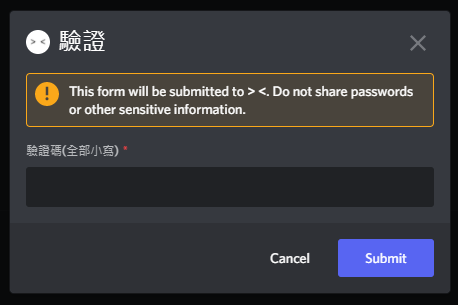 > < 驗證
This form will be submitted to > <. Do not share passwords
or other sensitive information.
驗證碼(全部小寫) *
Cancel Submit